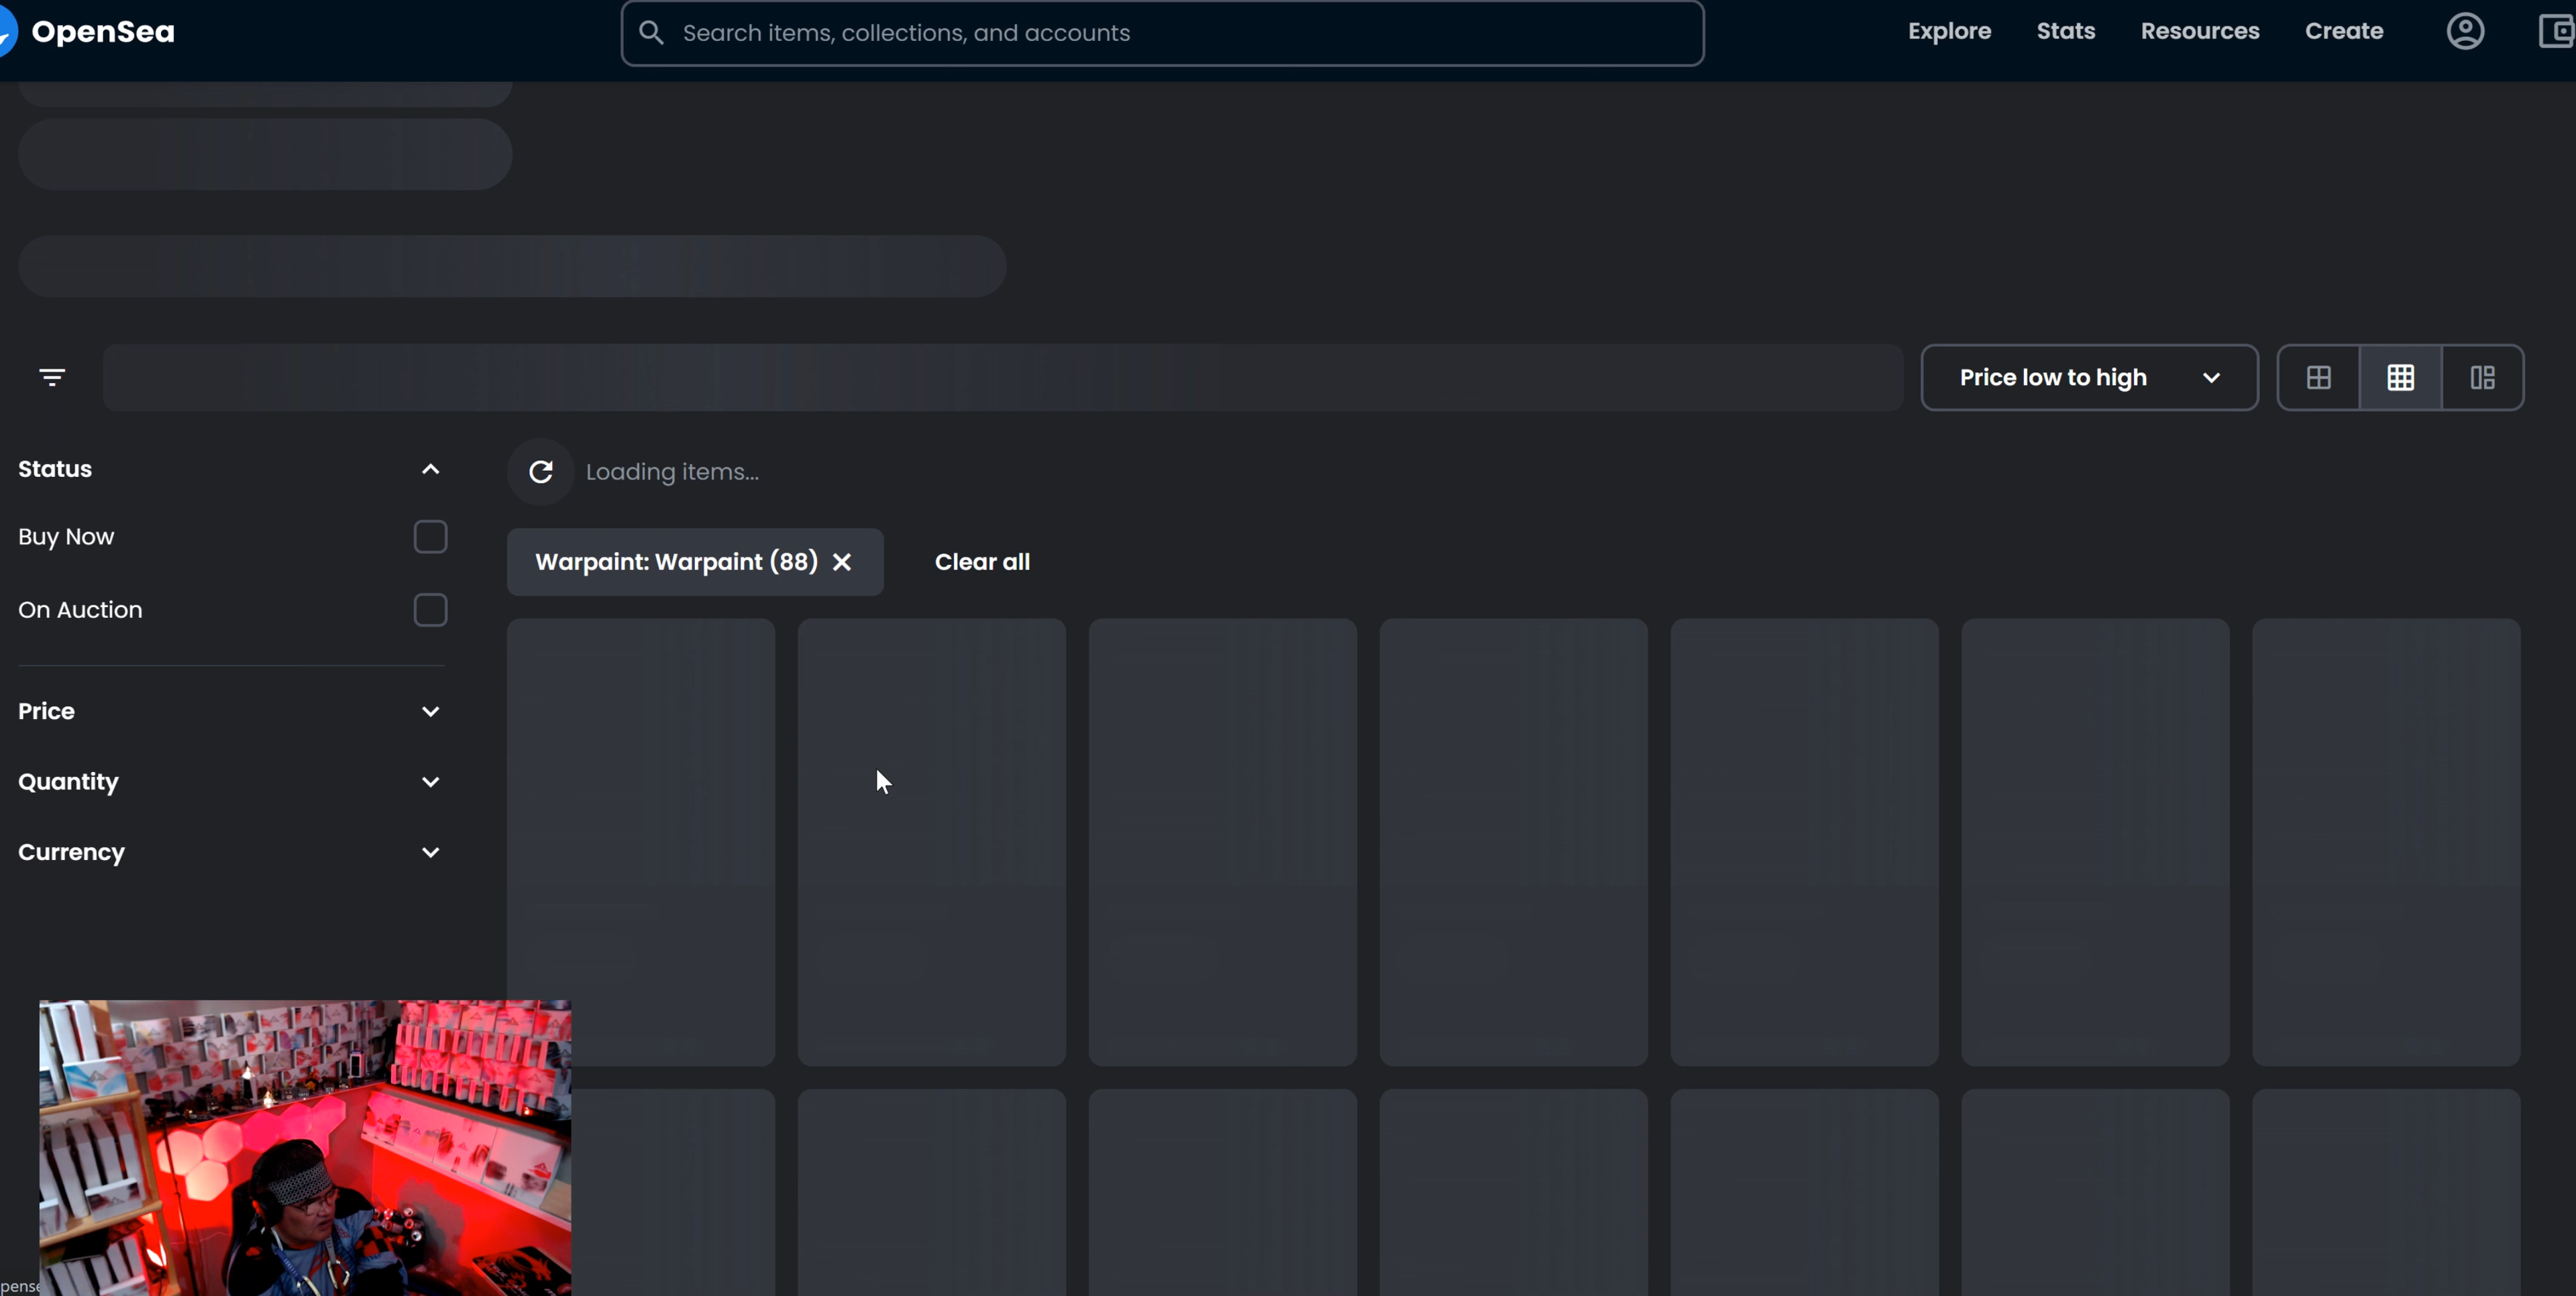 OpenSea
Search items, collections, and accounts
Explore
Stats
Resources
Create
Price low to high
Status
Loading items...
Buy Now
Warpaint: Warpaint (88)
Clear all
On Auction
Price
Quantity
Currency